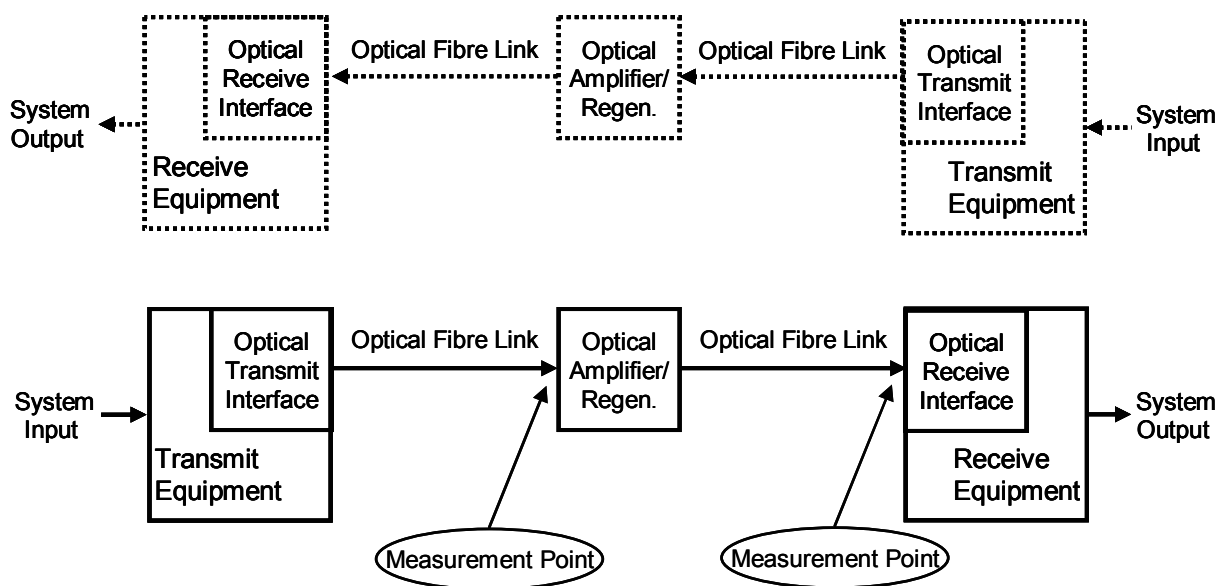 System
Output
Optical
Receive
Interface
Receive
Equipment
Optical Fibre Link
Optical
Amplifier/
Regen.
Optical Fibre Link
Optical
Transmit
Interface
Transmit
Equipment
System
Input
System
Input
Optical
Transmit
Interface
Transmit
Equipment
Optical Fibre Link
Optical
Amplifier/
Regen.
Optical Fibre Link
Optical
Receive
Interface
Receive
Equipment
System
Output
Measurement Point
Measurement Point